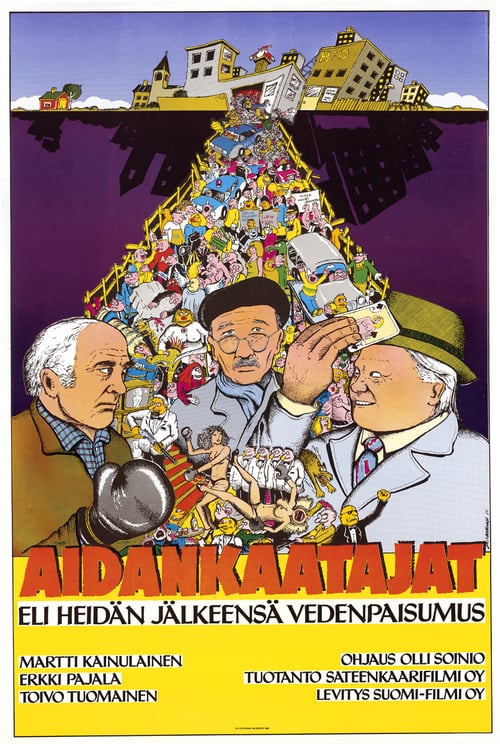 AIDANKAATAJAT
ELI HEIDÄN JÄLKEENSÄ VEDENPAISUMUS
MARTTI KAINULAINEN
ERKKI PAJALA
TOIVO TUOMAINEN
OHJAUS OLLI SOINIO
TUOTANTO SATEENKAARIFILMI OY
LEVITYS SUOMI-FILMI OY